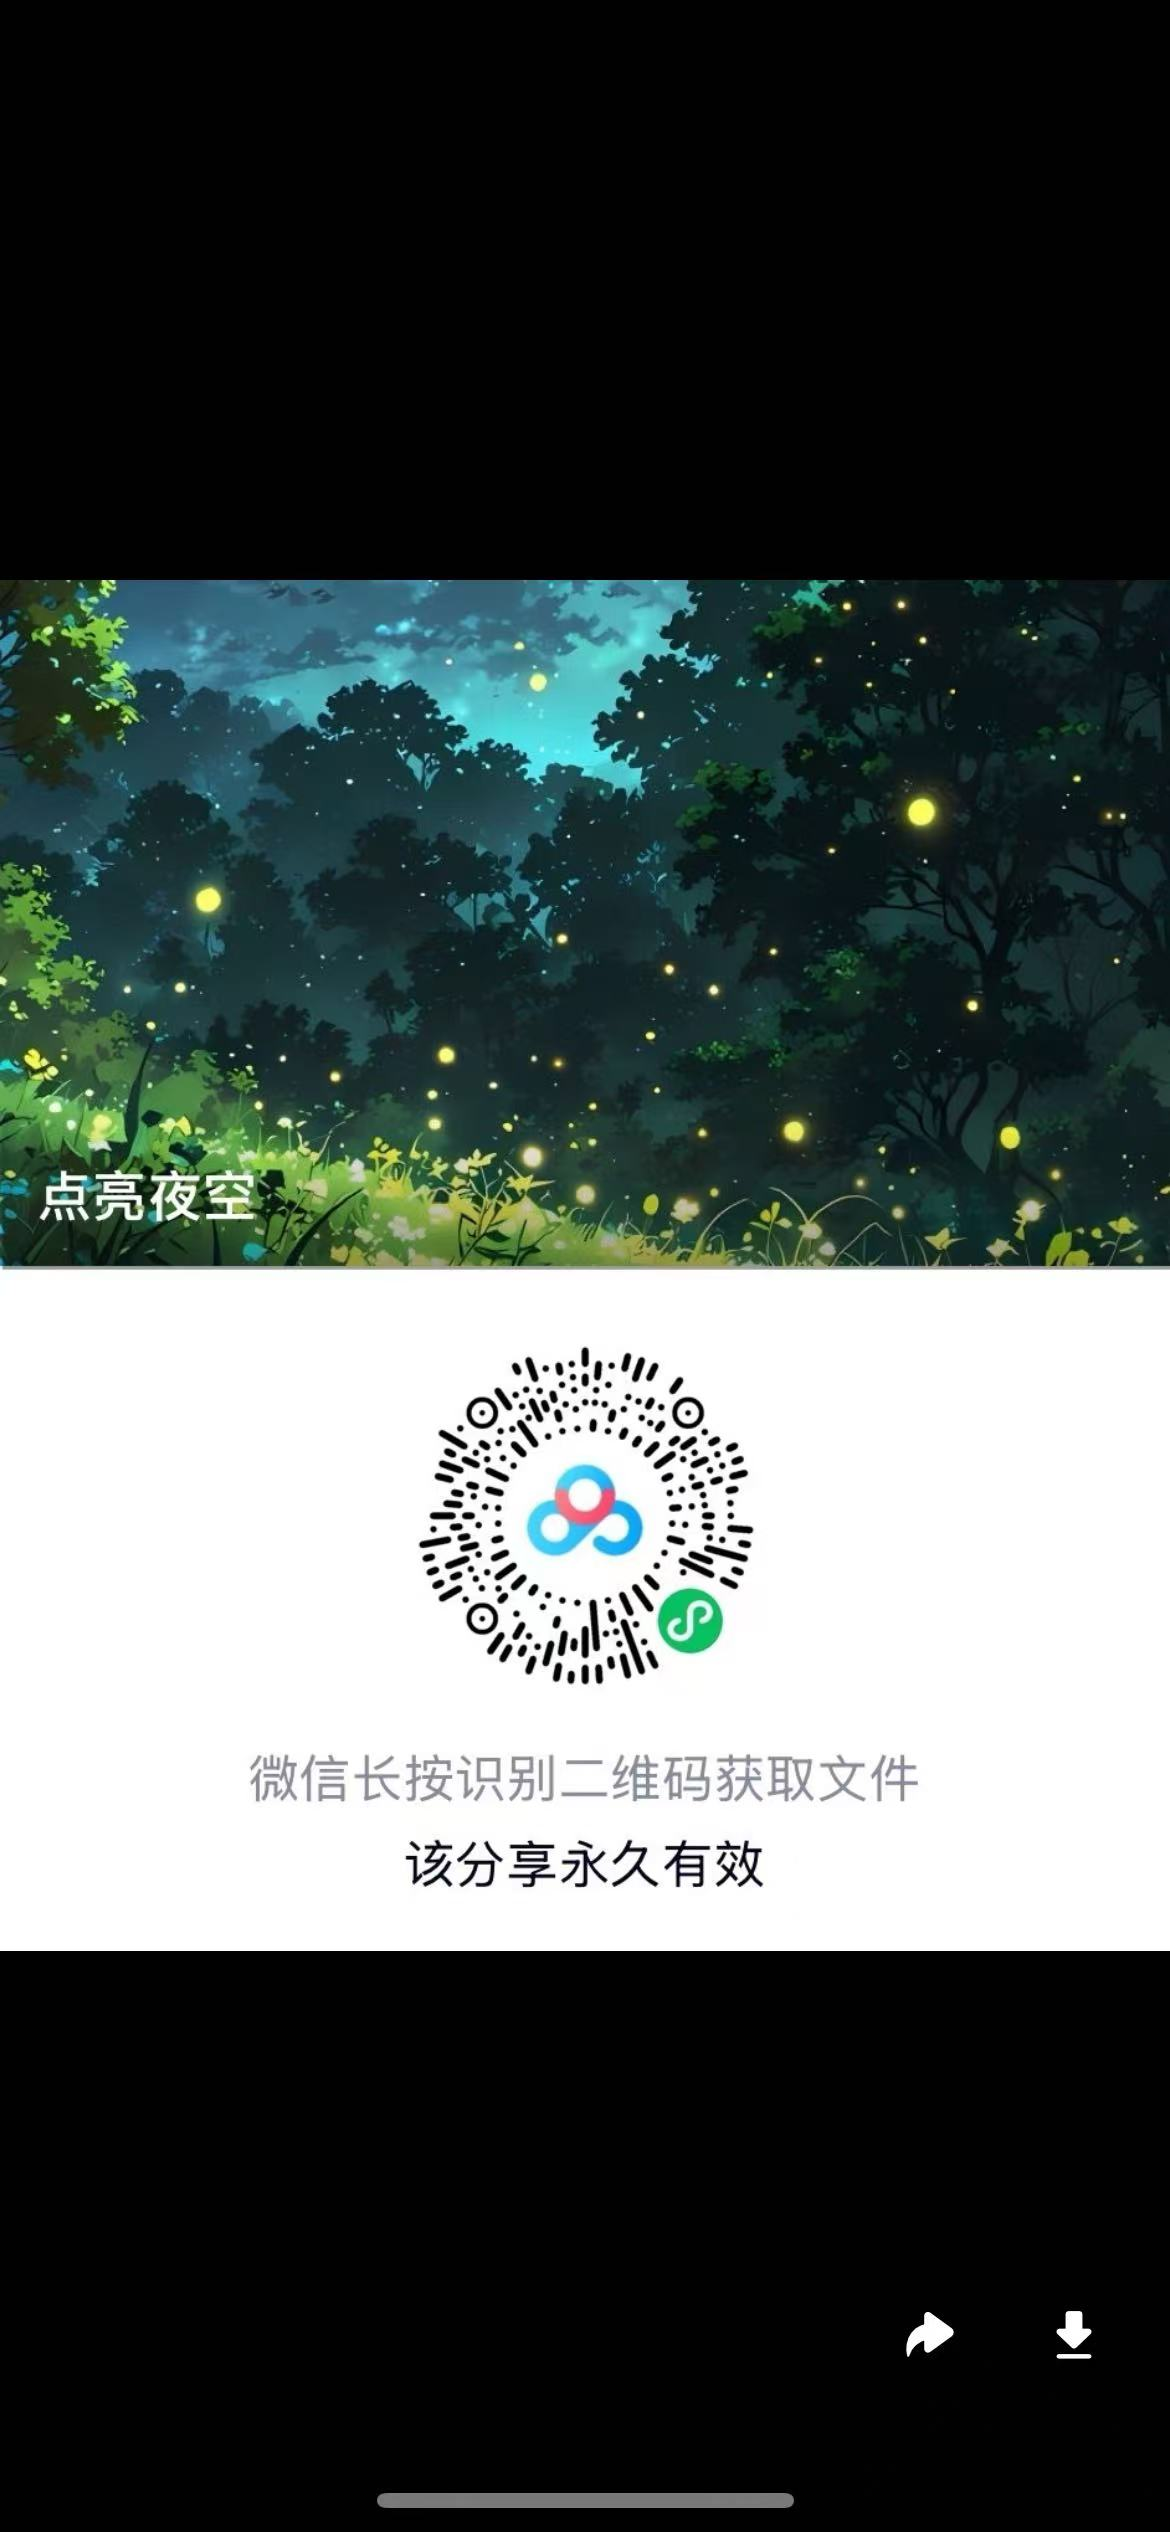 点亮夜空
微信长按识别二维码获取文件
该分享永久有效